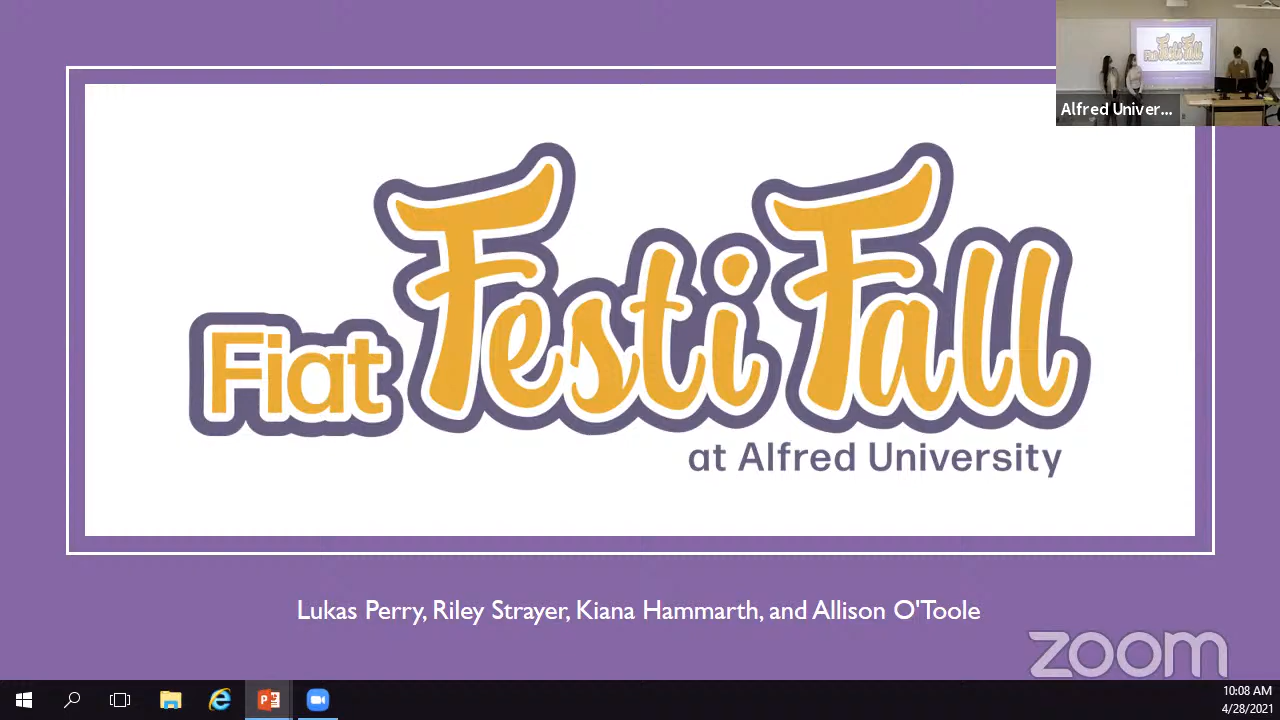 Alfred Univer...
Fiat FestiFall
at Alfred University
Lukas Perry, Riley Strayer, Kiana Hammarth, and Allison O'Toole
zoom
10:08 AM
4/28/2021